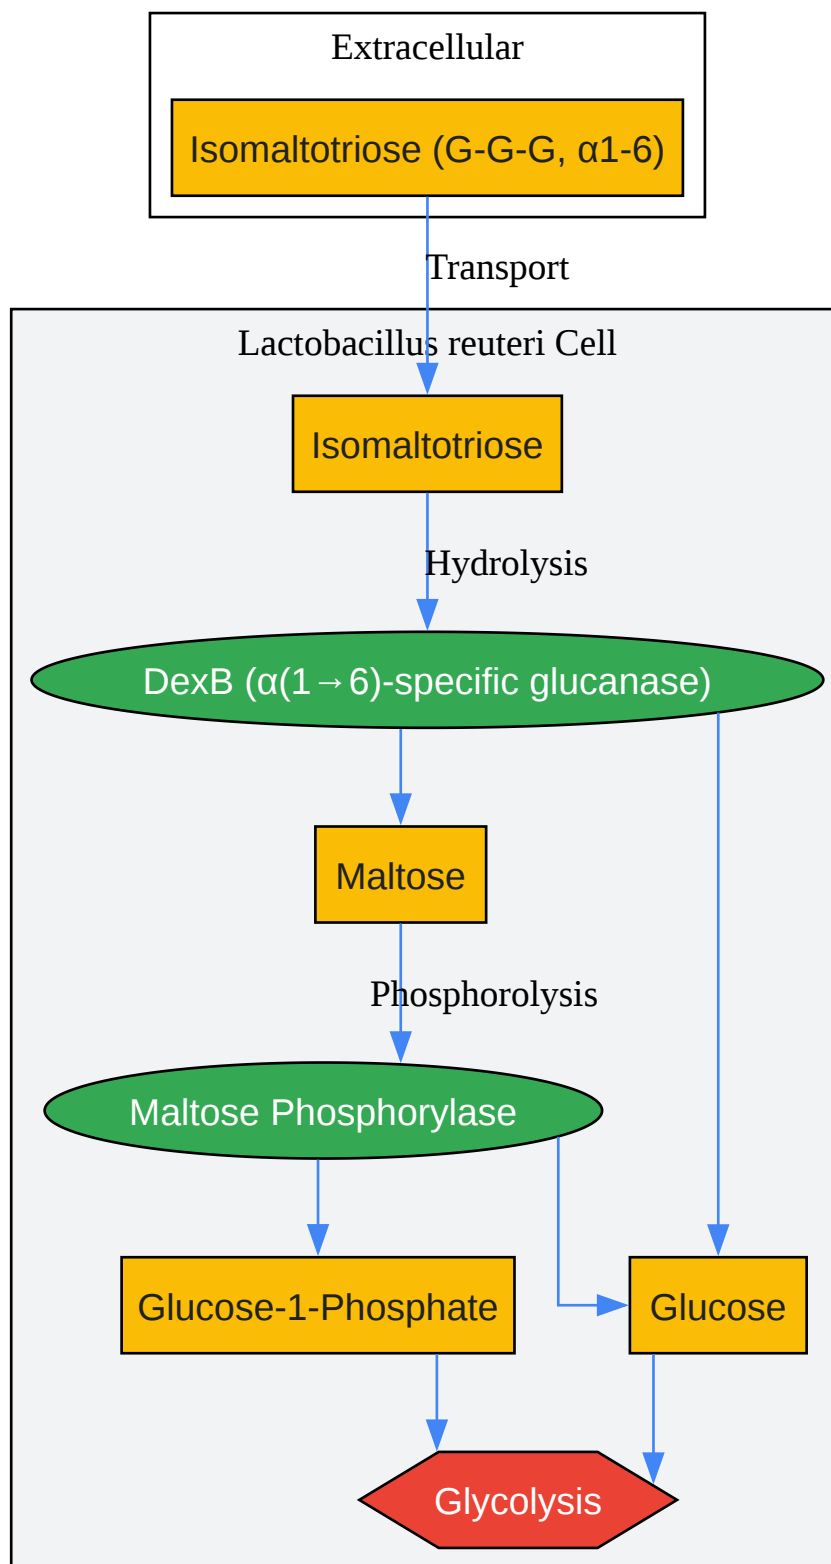 Extracellular
Isomaltotriose (G-G-G, α1-6)
Transport
Lactobacillus reuteri Cell
Isomaltotriose
Hydrolysis
DexB (α(1→6)-specific glucanase)
Maltose
Phosphorolysis
Maltose Phosphorylase
Glucose-1-Phosphate
Glucose
Glycolysis